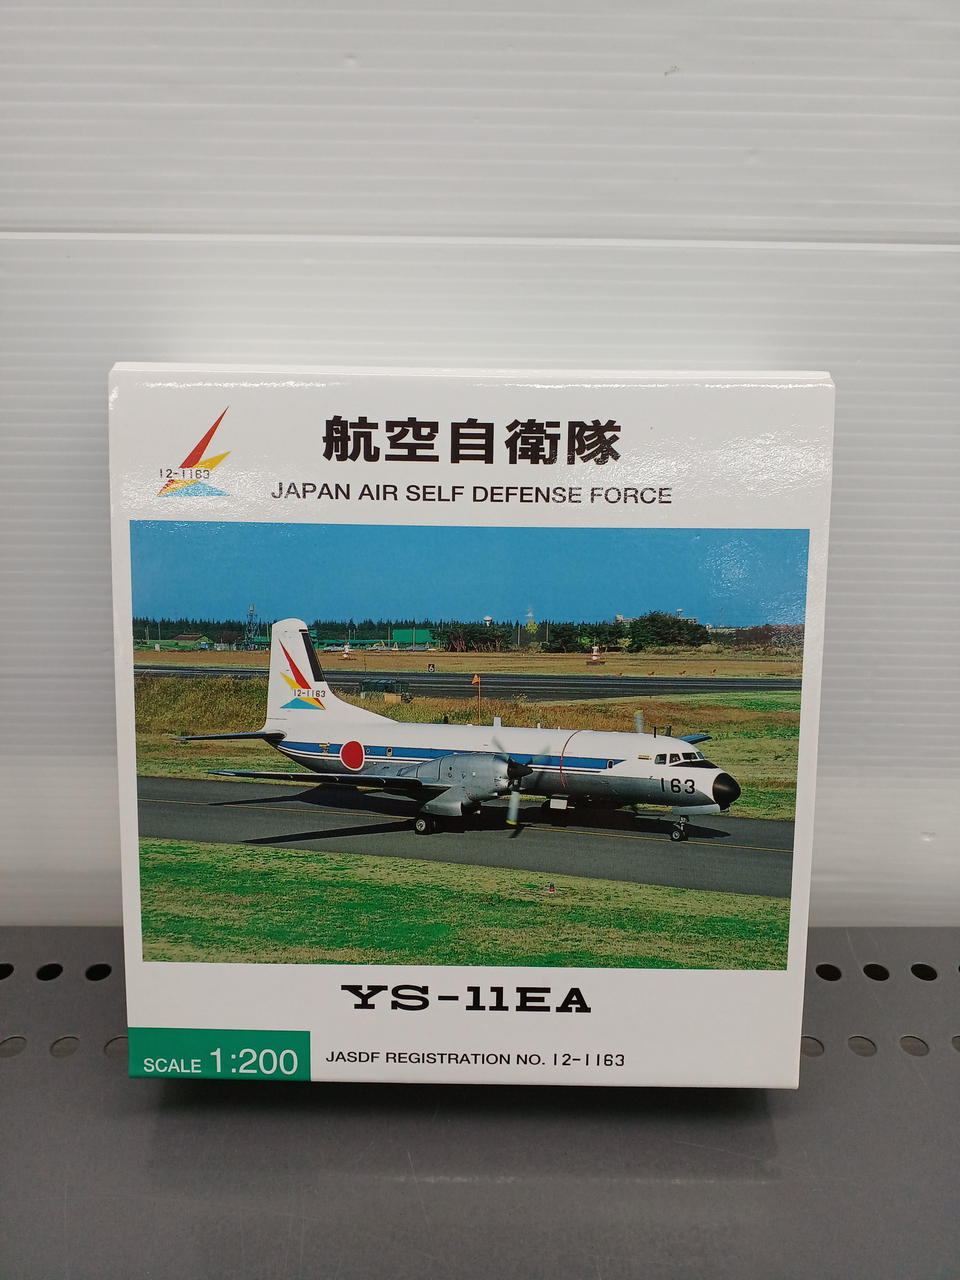 12-1163
航空自衛隊
JAPAN AIR SELF DEFENSE FORCE
6
12-1163
163
YS-11EA
SCALE 1:200
JASDF REGISTRATION NO. 12-1163